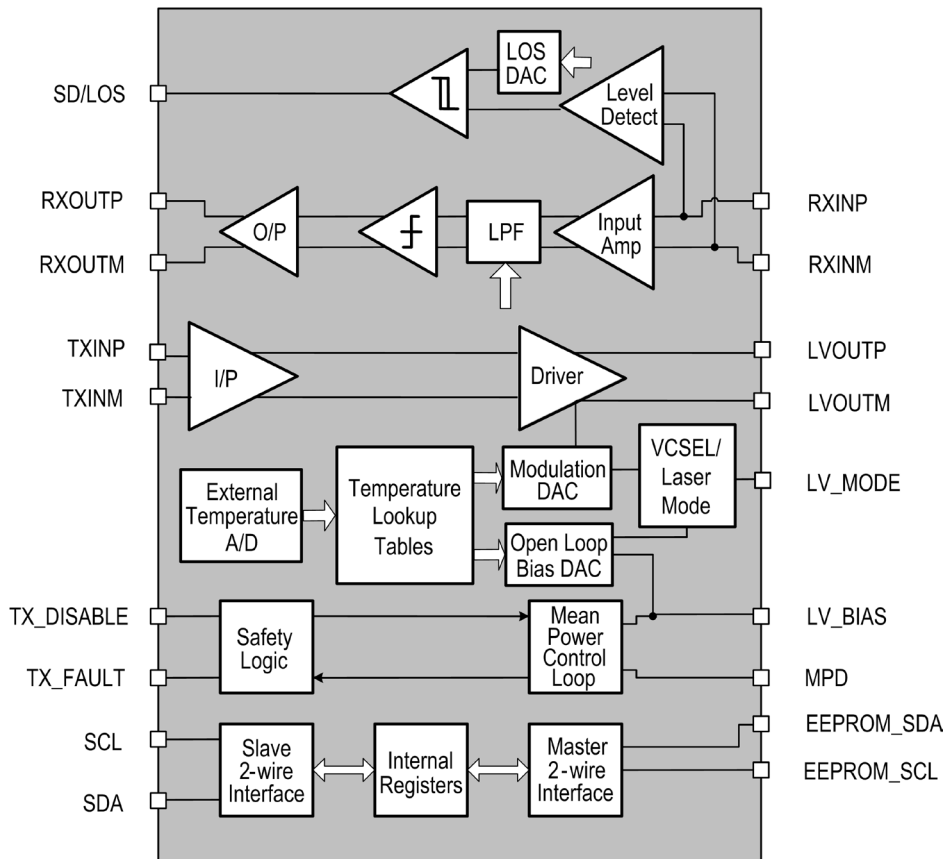 LOS
DAC
SD/LOS
Level
Detect
RXOUTP
RXINP
O/P
LPF
Input
Amp
RXOUTM
RXINM
TXINP
LVOUTP
I/P
Driver
TXINM
LVOUTM
VCSEL/
Laser
Mode
Modulation
DAC
LV_MODE
External
Temperature
A/D
Temperature
Lookup
Tables
Open Loop
Bias DAC
TX_DISABLE
LV_BIAS
Safety
Logic
Mean
Power
Control
Loop
TX_FAULT
MPD
EEPROM_SDA
SCL
Slave
2-wire
Interface
Internal
Registers
Master
2-wire
Interface
EEPROM_SCL
SDA